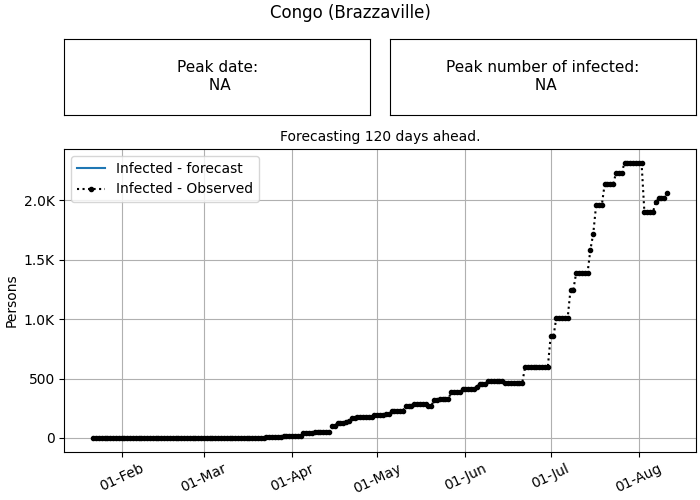 Congo (Brazzaville)
Peak date:
NA
Peak number of infected:
NA
Forecasting 120 days ahead.
Infected - forecast
Infected - Observed
Persons
2.0K
1.5K
1.0K
500
0
01-Feb
01-Mar
01-Apr
01-May
01-Jun
01-Jul
01-Aug